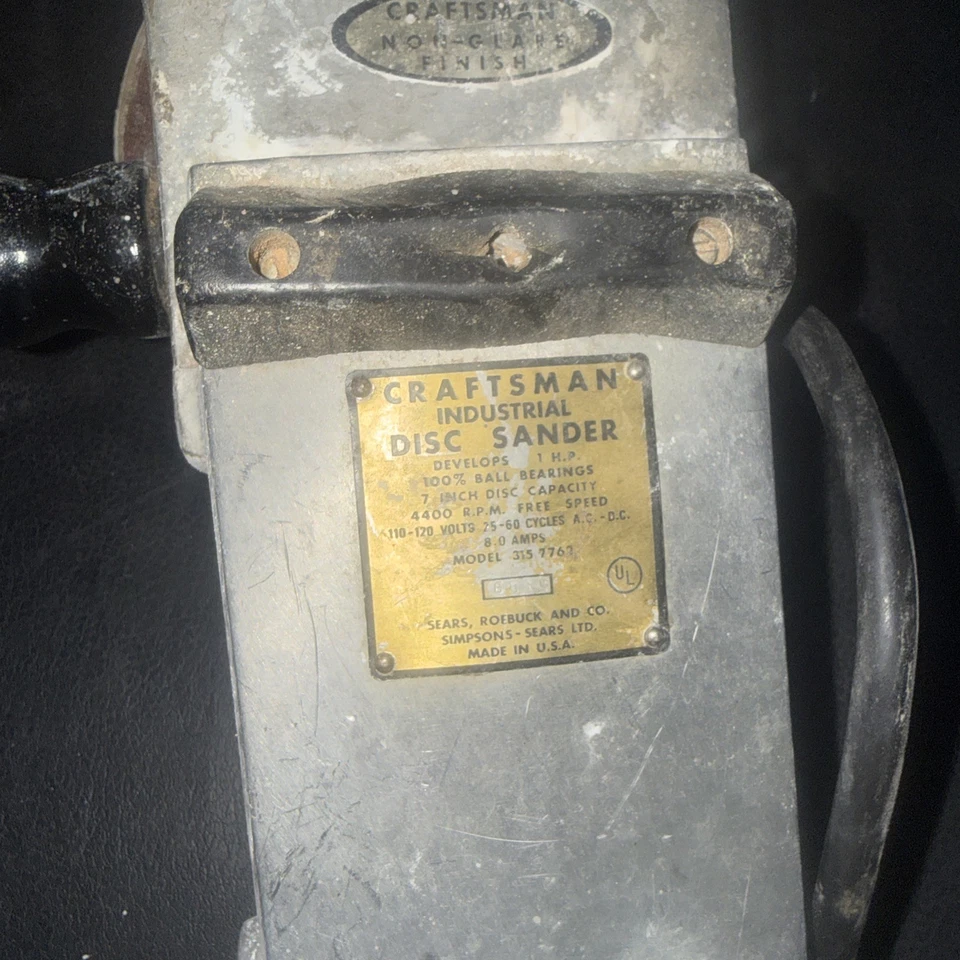 CRAFTSMAN
NON-GLARE
FINISH
CRAFTSMAN
INDUSTRIAL
DISC SANDER
DEVELOPS 1 H.P.
100% BALL BEARINGS
7 INCH DISC CAPACITY
4400 R.P.M. FREE SPEED
110-120 VOLTS 25-60 CYCLES A.C.-D.C.
8.0 AMPS
MODEL 315.7763
UL
SEARS, ROEBUCK AND CO.
SIMPSONS-SEARS LTD.
MADE IN U.S.A.